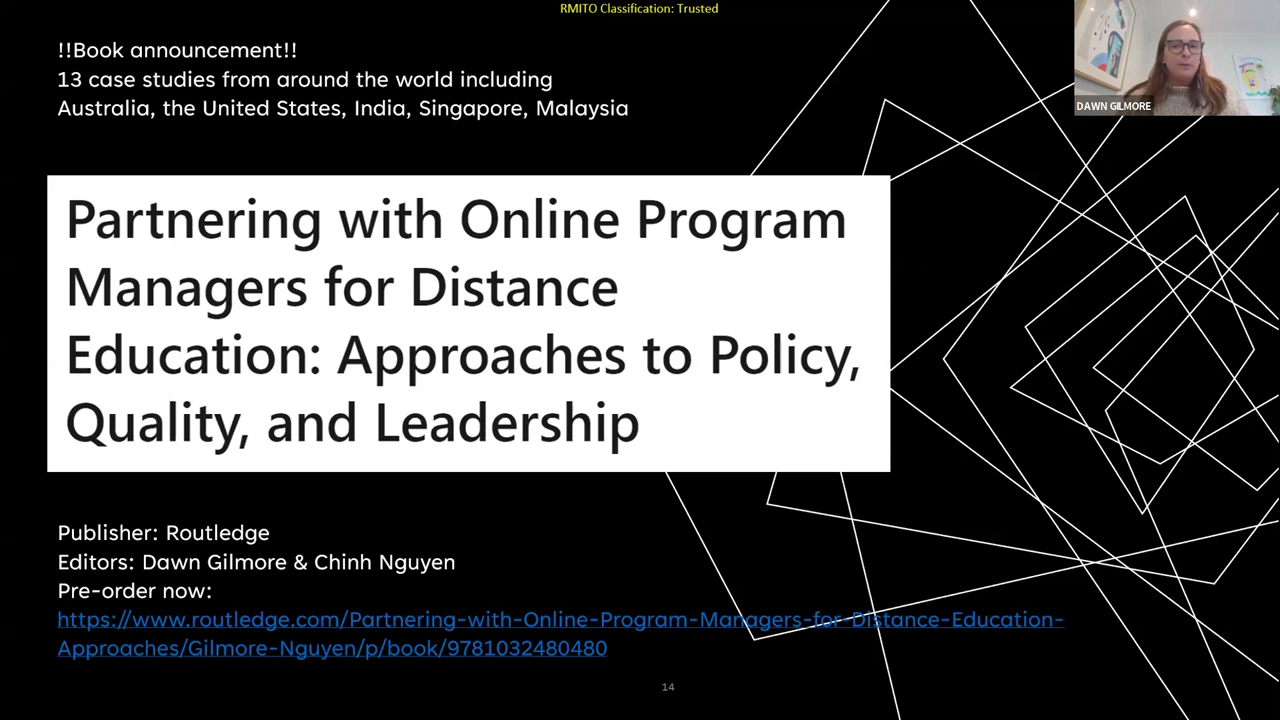 RMITO Classification: Trusted
!!Book announcement!!
13 case studies from around the world including
Australia, the United States, India, Singapore, Malaysia
DAWN GILMORE
Partnering with Online Program
Managers for Distance
Education: Approaches to Policy,
Quality, and Leadership
Publisher: Routledge
Editors: Dawn Gilmore & Chinh Nguyen
Pre-order now:
https://www.routledge.com/Partnering-with-Online-Program-Managers-for-Distance-Education-
Approaches/Gilmore-Nguyen/p/book/9781032480480
14